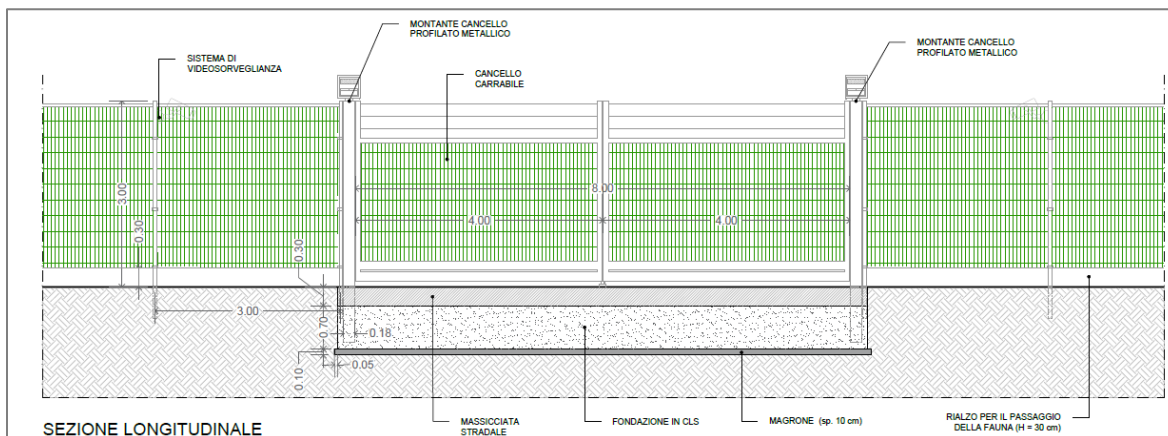 MONTANTE CANCELLO
PROFILATO METALLICO
MONTANTE CANCELLO
PROFILATO METALLICO
SISTEMA DI
VIDEOSORVEGLIANZA
CANCELLO
CARRABILE
3.00
0.30
8.00
4.00
4.00
0.30
3.00
0.70
0.18
0.10
0.05
MASSICCIATA
STRADALE
FONDAZIONE IN CLS
MAGRONE (sp. 10 cm)
RIALZO PER IL PASSAGGIO
DELLA FAUNA (H = 30 cm)
SEZIONE LONGITUDINALE